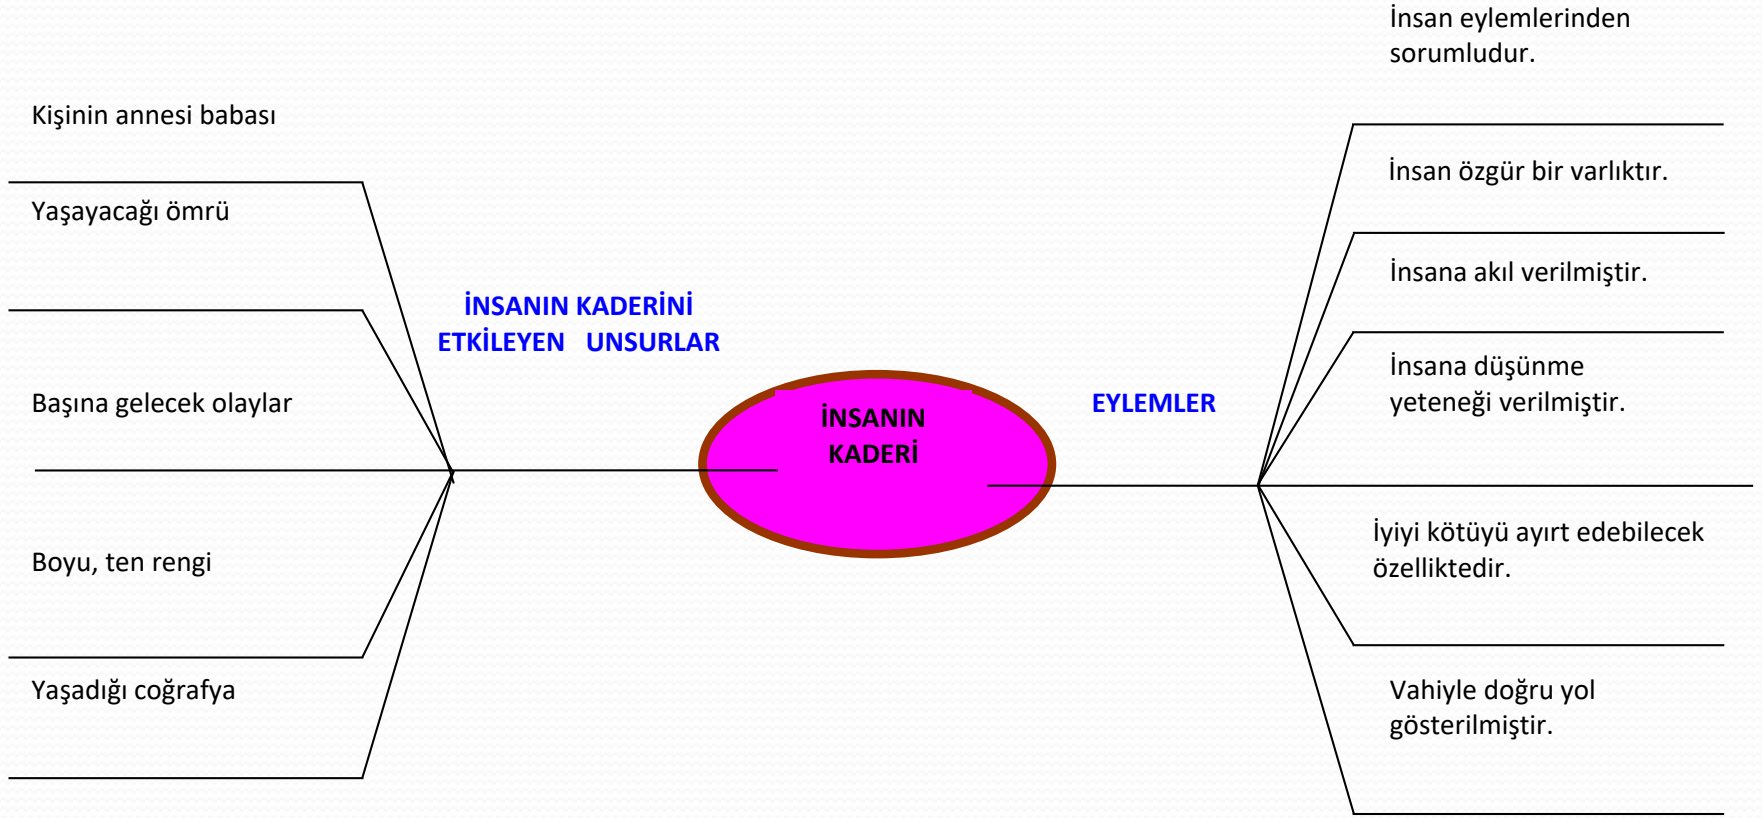 Kişinin annesi babası
Yaşayacağı ömrü
Başına gelecek olaylar
Boyu, ten rengi
Yaşadığı coğrafya
İNSANIN KADERİNİ
ETKİLEYEN UNSURLAR
İNSANIN
KADERİ
EYLEMLER
İnsan eylemlerinden
sorumludur.
İnsan özgür bir varlıktır.
İnsana akıl verilmiştir.
İnsana düşünme
yeteneği verilmiştir.
İyiyi kötüyü ayırt edebilecek
özelliktedir.
Vahiyle doğru yol
gösterilmiştir.